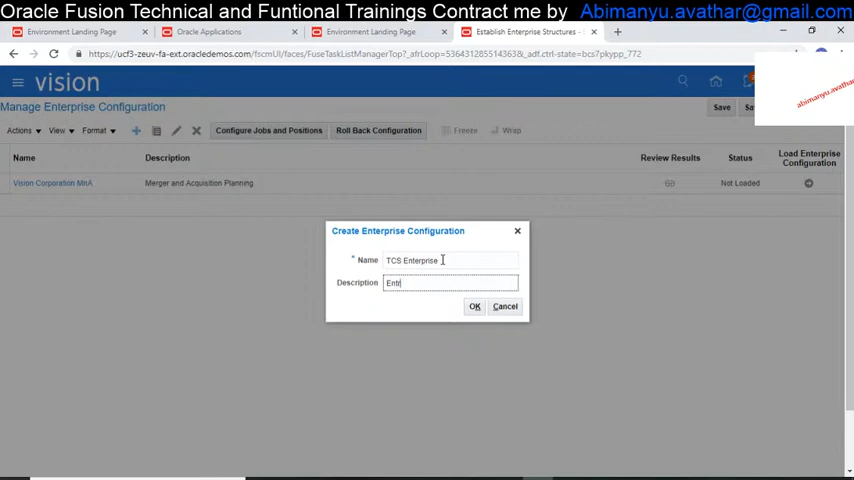 Oracle Fusion Technical and Funtional Trainings Contract me by Abimanyu.avathar@gmail.com
Environment Landing Page
Oracle Applications
Environment Landing Page
Establish Enterprise Structures -
https://ucf3-zeuv-fa-ext.oracledemos.com/fscmUI/faces/FuseTaskListManagerTop?_afrLoop=5364312855143638&_adf.ctrl-state=bcs7pkypp_772
vision
abimanyu.avathar
Manage Enterprise Configuration
Save
Actions View Format Configure Jobs and Positions Roll Back Configuration Freeze Wrap
Name Description Review Results Status Load Enterprise Configuration
Vision Corporation MnA Merger and Acquisition Planning Not Loaded
Create Enterprise Configuration
* Name TCS Enterprise
Description Entr
OK Cancel